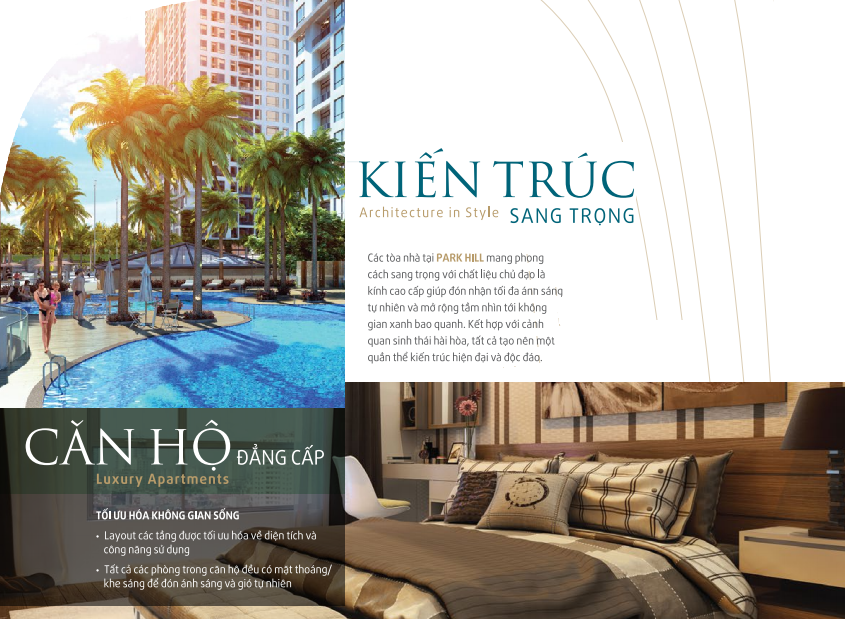 KIẾN TRÚC
Architecture in Style SANG TRỌNG
Các tòa nhà tại PARK HILL mang phong
cách sang trọng với chất liệu chủ đạo là
kính cao cấp giúp đón nhận tối đa ánh sáng
tự nhiên và mở rộng tầm nhìn tới không
gian xanh bao quanh. Kết hợp với cảnh
quan sinh thái hài hòa, tất cả tạo nên một
quần thể kiến trúc hiện đại và độc đáo.
CĂN HỘ ĐẲNG CẤP
Luxury Apartments
TỐI ƯU HÓA KHÔNG GIAN SỐNG
• Layout các tầng được tối ưu hóa về diện tích và
công năng sử dụng
• Tất cả các phòng trong căn hộ đều có mặt thoáng/
khe sáng để đón ánh sáng và gió tự nhiên